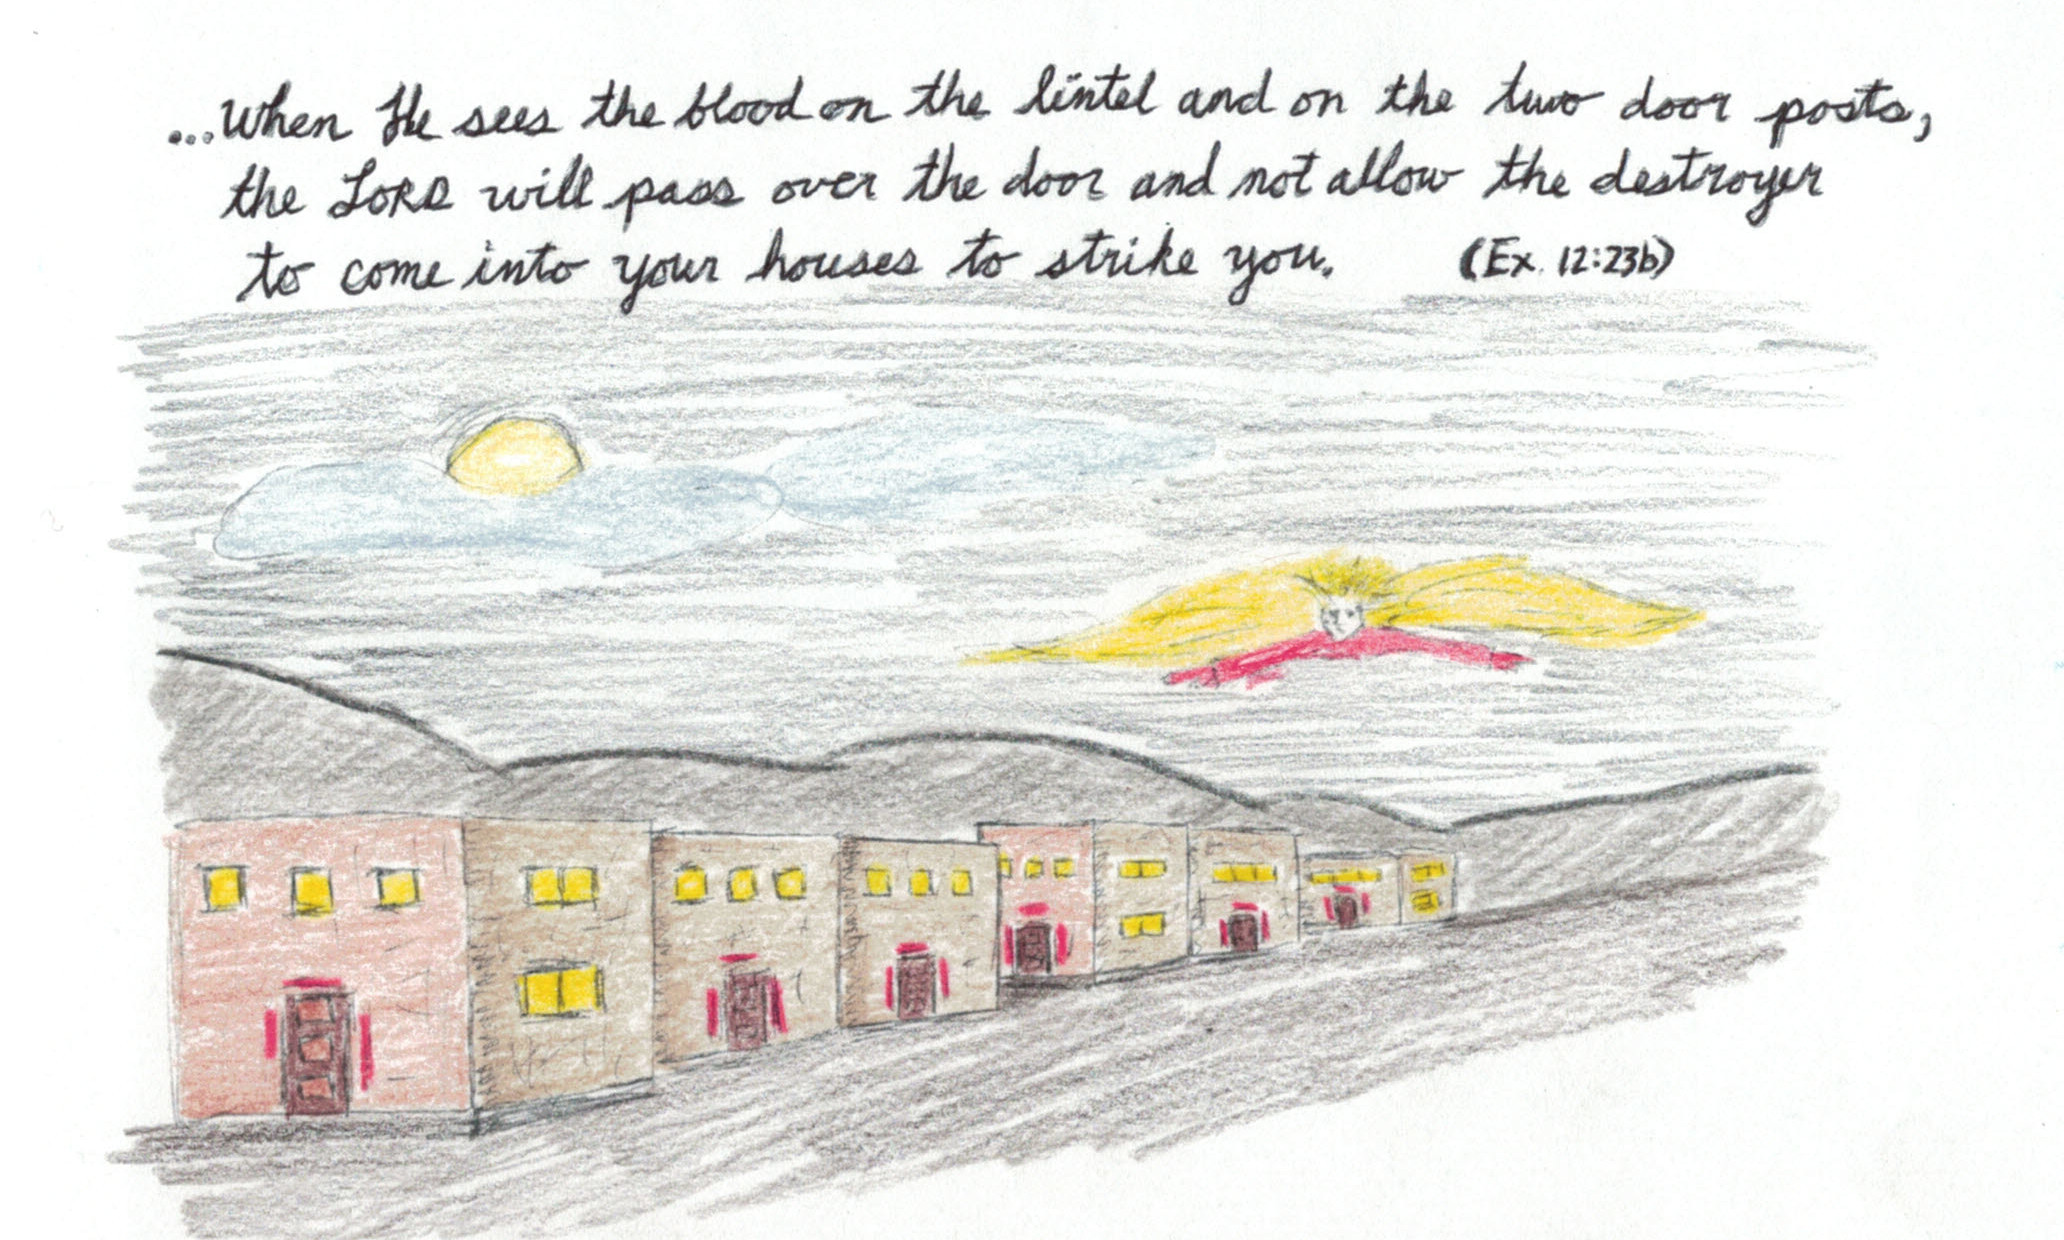 ...when He sees the blood on the lintel and on the two door posts,
the LORD will pass over the door and not allow the destroyer
to come into your houses to strike you. (Ex. 12:23b)